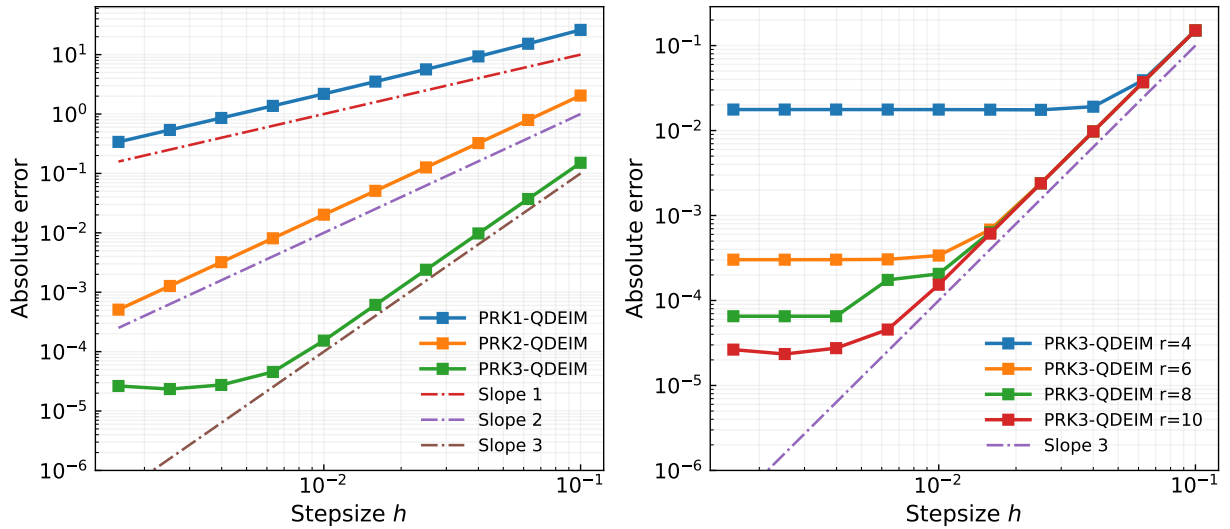 10^1
10^0
10^-1
10^-2
10^-3
10^-4
10^-5
10^-6
Absolute error
PRK1-QDEIM
PRK2-QDEIM
PRK3-QDEIM
Slope 1
Slope 2
Slope 3
10^-2
10^-1
Stepsize h
10^-1
10^-2
10^-3
10^-4
10^-5
10^-6
Absolute error
PRK3-QDEIM r=4
PRK3-QDEIM r=6
PRK3-QDEIM r=8
PRK3-QDEIM r=10
Slope 3
10^-2
10^-1
Stepsize h